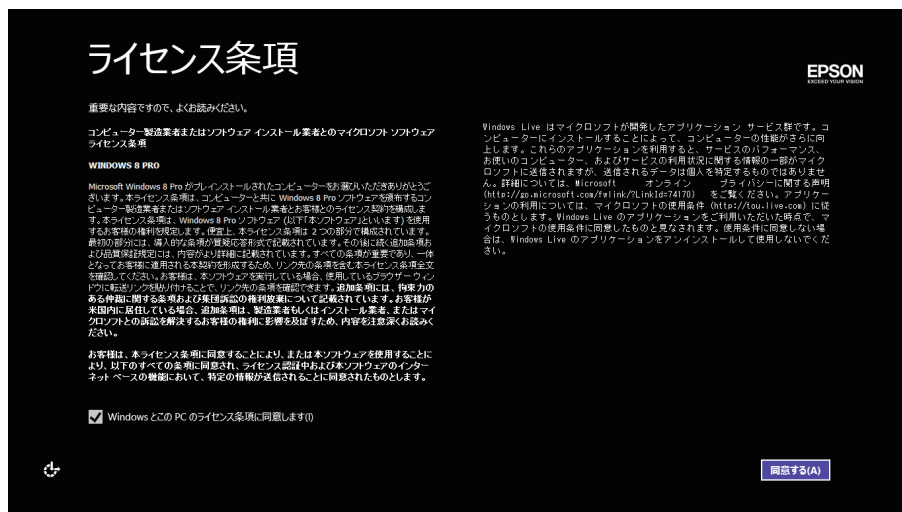 ライセンス条項
EPSON
EXCEED YOUR VISION
重要な内容ですので、よくお読みください。
コンピューター製造業者またはソフトウェア インストール業者とのマイクロソフト ソフトウェア
ライセンス条項
WINDOWS 8 PRO
Microsoft Windows 8 Pro がプレインストールされたコンピューターをお選びいただきありがとうご
ざいます。本ライセンス条項は、コンピューターと共に Windows 8 Pro ソフトウェアを頒布するコン
ピューター製造業者またはソフトウェア インストール業者とお客様とのライセンス契約を構成しま
す。本ライセンス条項は、Windows 8 Pro ソフトウェア (以下「本ソフトウェア」といいます) を使用
するお客様の権利を規定します。便宜上、本ライセンス条項は 2 つの部分で構成されています。
最初の部分には、導入的な条項が質疑応答形式で記載されています。その後に続く追加条項お
よび品質保証規定には、内容がより詳細に記載されています。すべての条項が重要であり、一体
となってお客様に適用される本契約を形成するため、リンク先の条項を含む本ライセンス条項全文
を確認してください。お客様は、本ソフトウェアを実行している場合、使用しているブラウザー ウィン
ドウに転送リンクを貼り付けることで、リンク先の条項を確認できます。追加条項には、拘束力の
ある仲裁に関する条項および集団訴訟の権利放棄について記載されています。お客様が
米国内に居住している場合、追加条項は、製造業者もしくはインストール業者、またはマイ
クロソフトとの訴訟を解決するお客様の権利に影響を及ぼすため、内容を注意深くお読みく
ださい。
お客様は、本ライセンス条項に同意することにより、または本ソフトウェアを使用することに
より、以下のすべての条項に同意され、ライセンス認証中および本ソフトウェアのインター
ネット ベースの機能において、特定の情報が送信されることに同意されたものとします。
Windows Live はマイクロソフトが開発したアプリケーション サービス群です。コ
ンピューターにインストールすることによって、コンピューターの性能がさらに向
上します。これらのアプリケーションを利用すると、サービスのパフォーマンス、
お使いのコンピューター、およびサービスの利用状況に関する情報の一部がマイク
ロソフトに送信されますが、送信されるデータは個人を特定するものではありませ
ん。詳細については、Microsoft オンライン プライバシーに関する声明
(http://go.microsoft.com/fwlink/?LinkId=74170) をご覧ください。アプリケー
ションの利用については、マイクロソフトの使用条件 (http://tou.live.com) に従
うものとします。Windows Live のアプリケーションをご利用いただいた時点で、マ
イクロソフトの使用条件に同意したものと見なされます。使用条件に同意しない場
合は、Windows Live のアプリケーションをアンインストールして使用しないでくだ
さい。
Windows とこの PC のライセンス条項に同意します(I)
同意する(A)